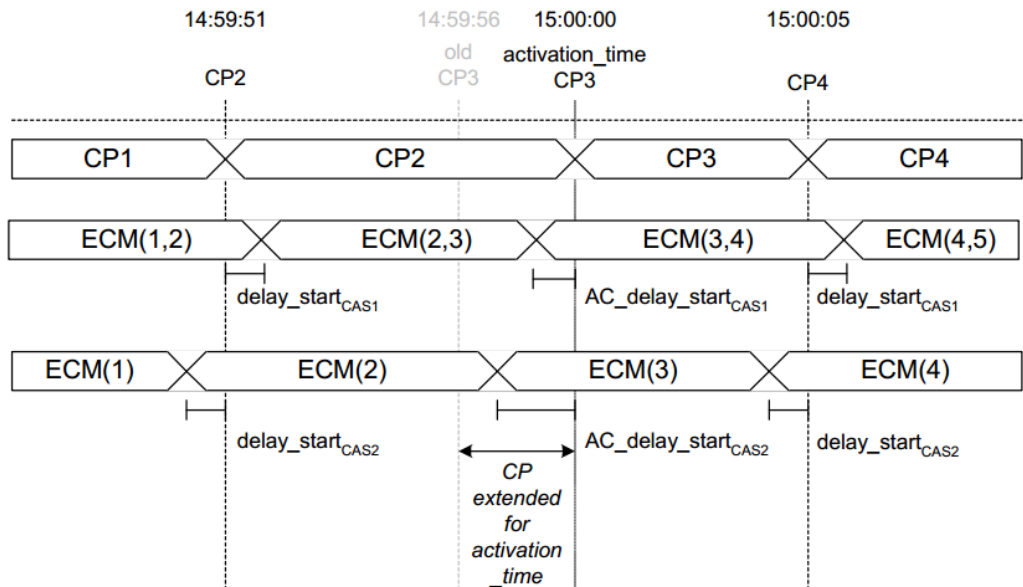 14:59:51 14:59:56 15:00:00 15:00:05
old activation_time
CP2 CP3 CP3 CP4
CP1 CP2 CP3 CP4
ECM(1,2) ECM(2,3) ECM(3,4) ECM(4,5)
delay_startCAS1 AC_delay_startCAS1 delay_startCAS1
ECM(1) ECM(2) ECM(3) ECM(4)
delay_startCAS2 AC_delay_startCAS2 delay_startCAS2
CP
extended
for
activation
_time